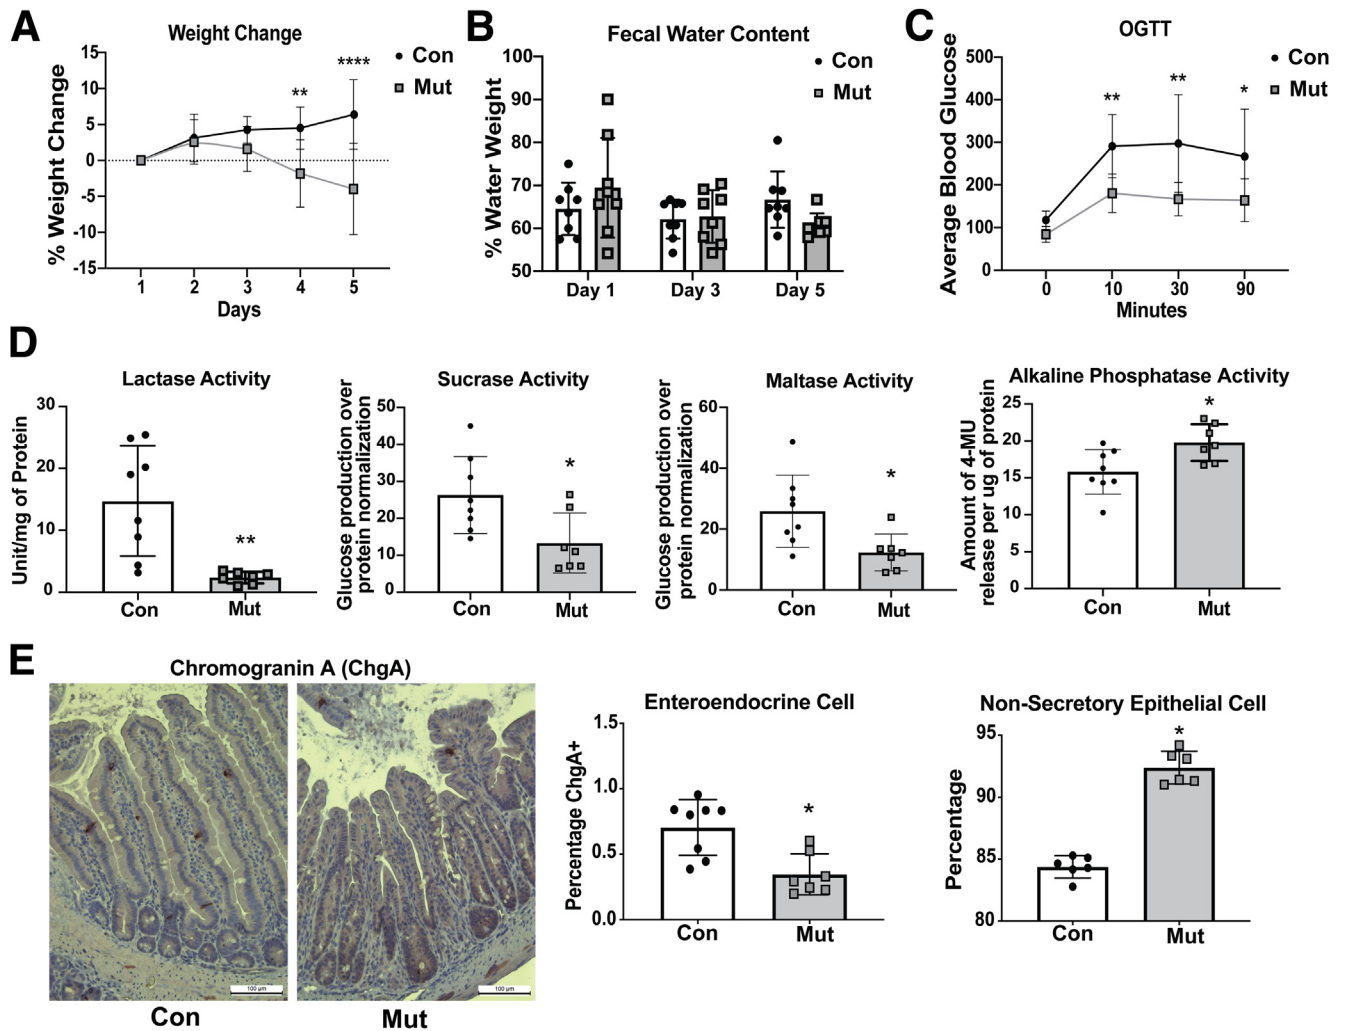 A
Weight Change
% Weight Change
15
10
5
0
-5
-10
-15
**
****
Con
Mut
1 2 3 4 5
Days
B
Fecal Water Content
% Water Weight
100
90
80
70
60
50
Con
Mut
Day 1 Day 3 Day 5
C
OGTT
Average Blood Glucose
500
400
300
200
100
0
**
**
*
Con
Mut
0 10 30 90
Minutes
D
Lactase Activity
Unit/mg of Protein
30
20
10
0
**
Con Mut
Sucrase Activity
Glucose production over
protein normalization
50
40
30
20
10
0
*
Con Mut
Maltase Activity
Glucose production over
protein normalization
60
40
20
0
*
Con Mut
Alkaline Phosphatase Activity
Amount of 4-MU
release per ug of protein
25
20
15
10
5
0
*
Con Mut
E
Chromogranin A (ChgA)
100 µm
100 µm
Con Mut
Enteroendocrine Cell
Percentage ChgA+
1.5
1.0
0.5
0.0
*
Con Mut
Non-Secretory Epithelial Cell
Percentage
95
90
85
80
*
Con Mut